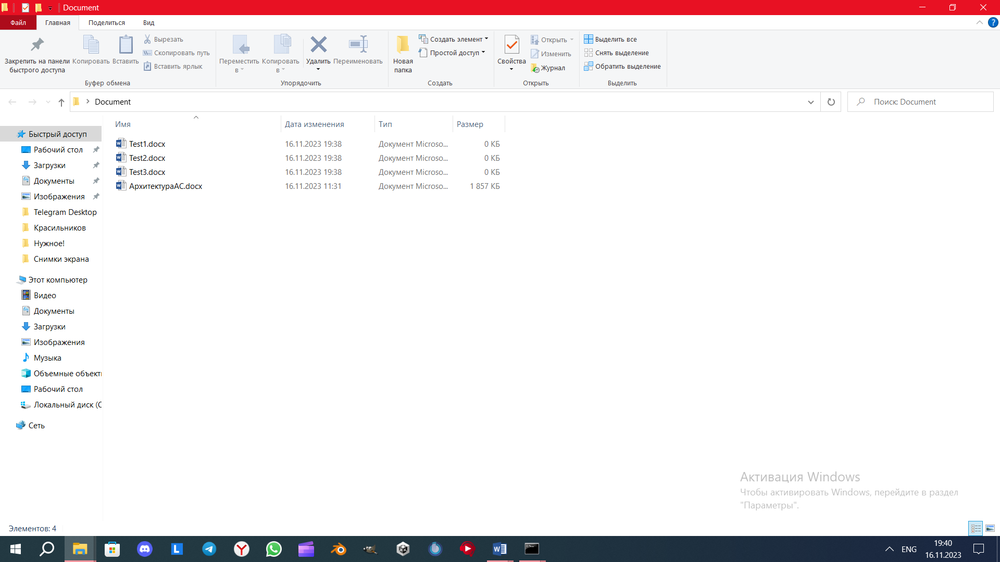 Document
Файл Главная Поделиться Вид
Закрепить на панели быстрого доступа
Копировать
Вставить
Вырезать
Скопировать путь
Вставить ярлык
Буфер обмена
Переместить в
Копировать в
Удалить
Переименовать
Упорядочить
Новая папка
Создать элемент
Простой доступ
Создать
Свойства
Открыть
Изменить
Журнал
Открыть
Выделить все
Снять выделение
Обратить выделение
Выделить
Document
Поиск: Document
Имя Дата изменения Тип Размер
Test1.docx 16.11.2023 19:38 Документ Microso... 0 КБ
Test2.docx 16.11.2023 19:38 Документ Microso... 0 КБ
Test3.docx 16.11.2023 19:38 Документ Microso... 0 КБ
АрхитектураАС.docx 16.11.2023 11:31 Документ Microso... 1 857 КБ
Быстрый доступ
Рабочий стол
Загрузки
Документы
Изображения
Telegram Desktop
Красильников
Нужное!
Снимки экрана
Этот компьютер
Видео
Документы
Загрузки
Изображения
Музыка
Объемные объекты
Рабочий стол
Локальный диск (C
Сеть
Активация Windows
Чтобы активировать Windows, перейдите в раздел
"Параметры".
Элементов: 4
ENG
19:40
16.11.2023